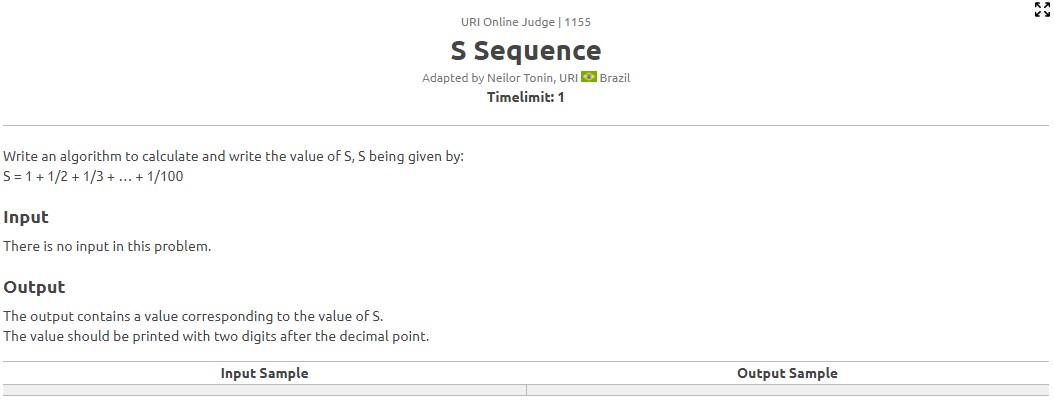 URI Online Judge | 1155
S Sequence
Adapted by Neilor Tonin, URI Brazil
Timelimit: 1
Write an algorithm to calculate and write the value of S, S being given by:
S = 1 + 1/2 + 1/3 + … + 1/100
Input
There is no input in this problem.
Output
The output contains a value corresponding to the value of S.
The value should be printed with two digits after the decimal point.
Input Sample Output Sample